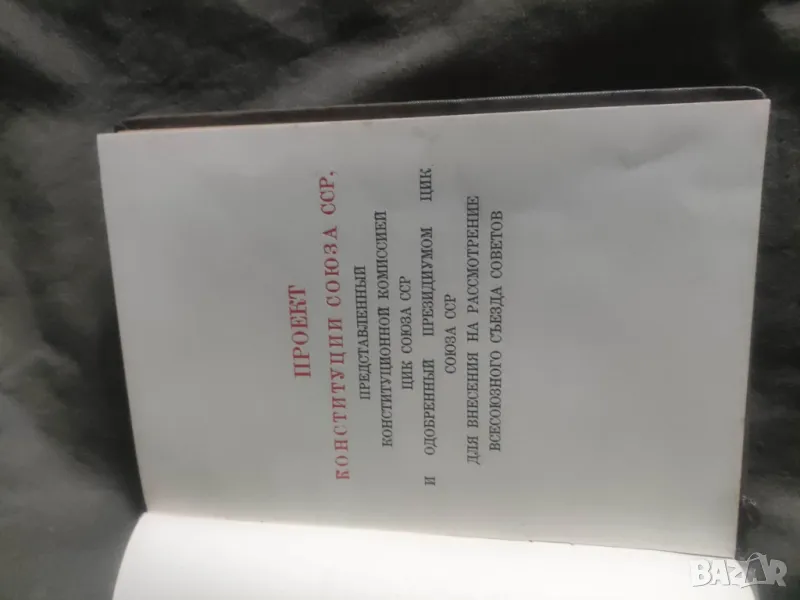 ПРОЕКТ
КОНСТИТУЦИИ СОЮЗА ССР,
ПРЕДСТАВЛЕННЫЙ
КОНСТИТУЦИОННОЙ КОМИССИЕЙ
ЦИК СОЮЗА ССР
И ОДОБРЕННЫЙ ПРЕЗИДИУМОМ ЦИК
СОЮЗА ССР
ДЛЯ ВНЕСЕНИЯ НА РАССМОТРЕНИЕ
ВСЕСОЮЗНОГО СЪЕЗДА СОВЕТОВ
BAZAR